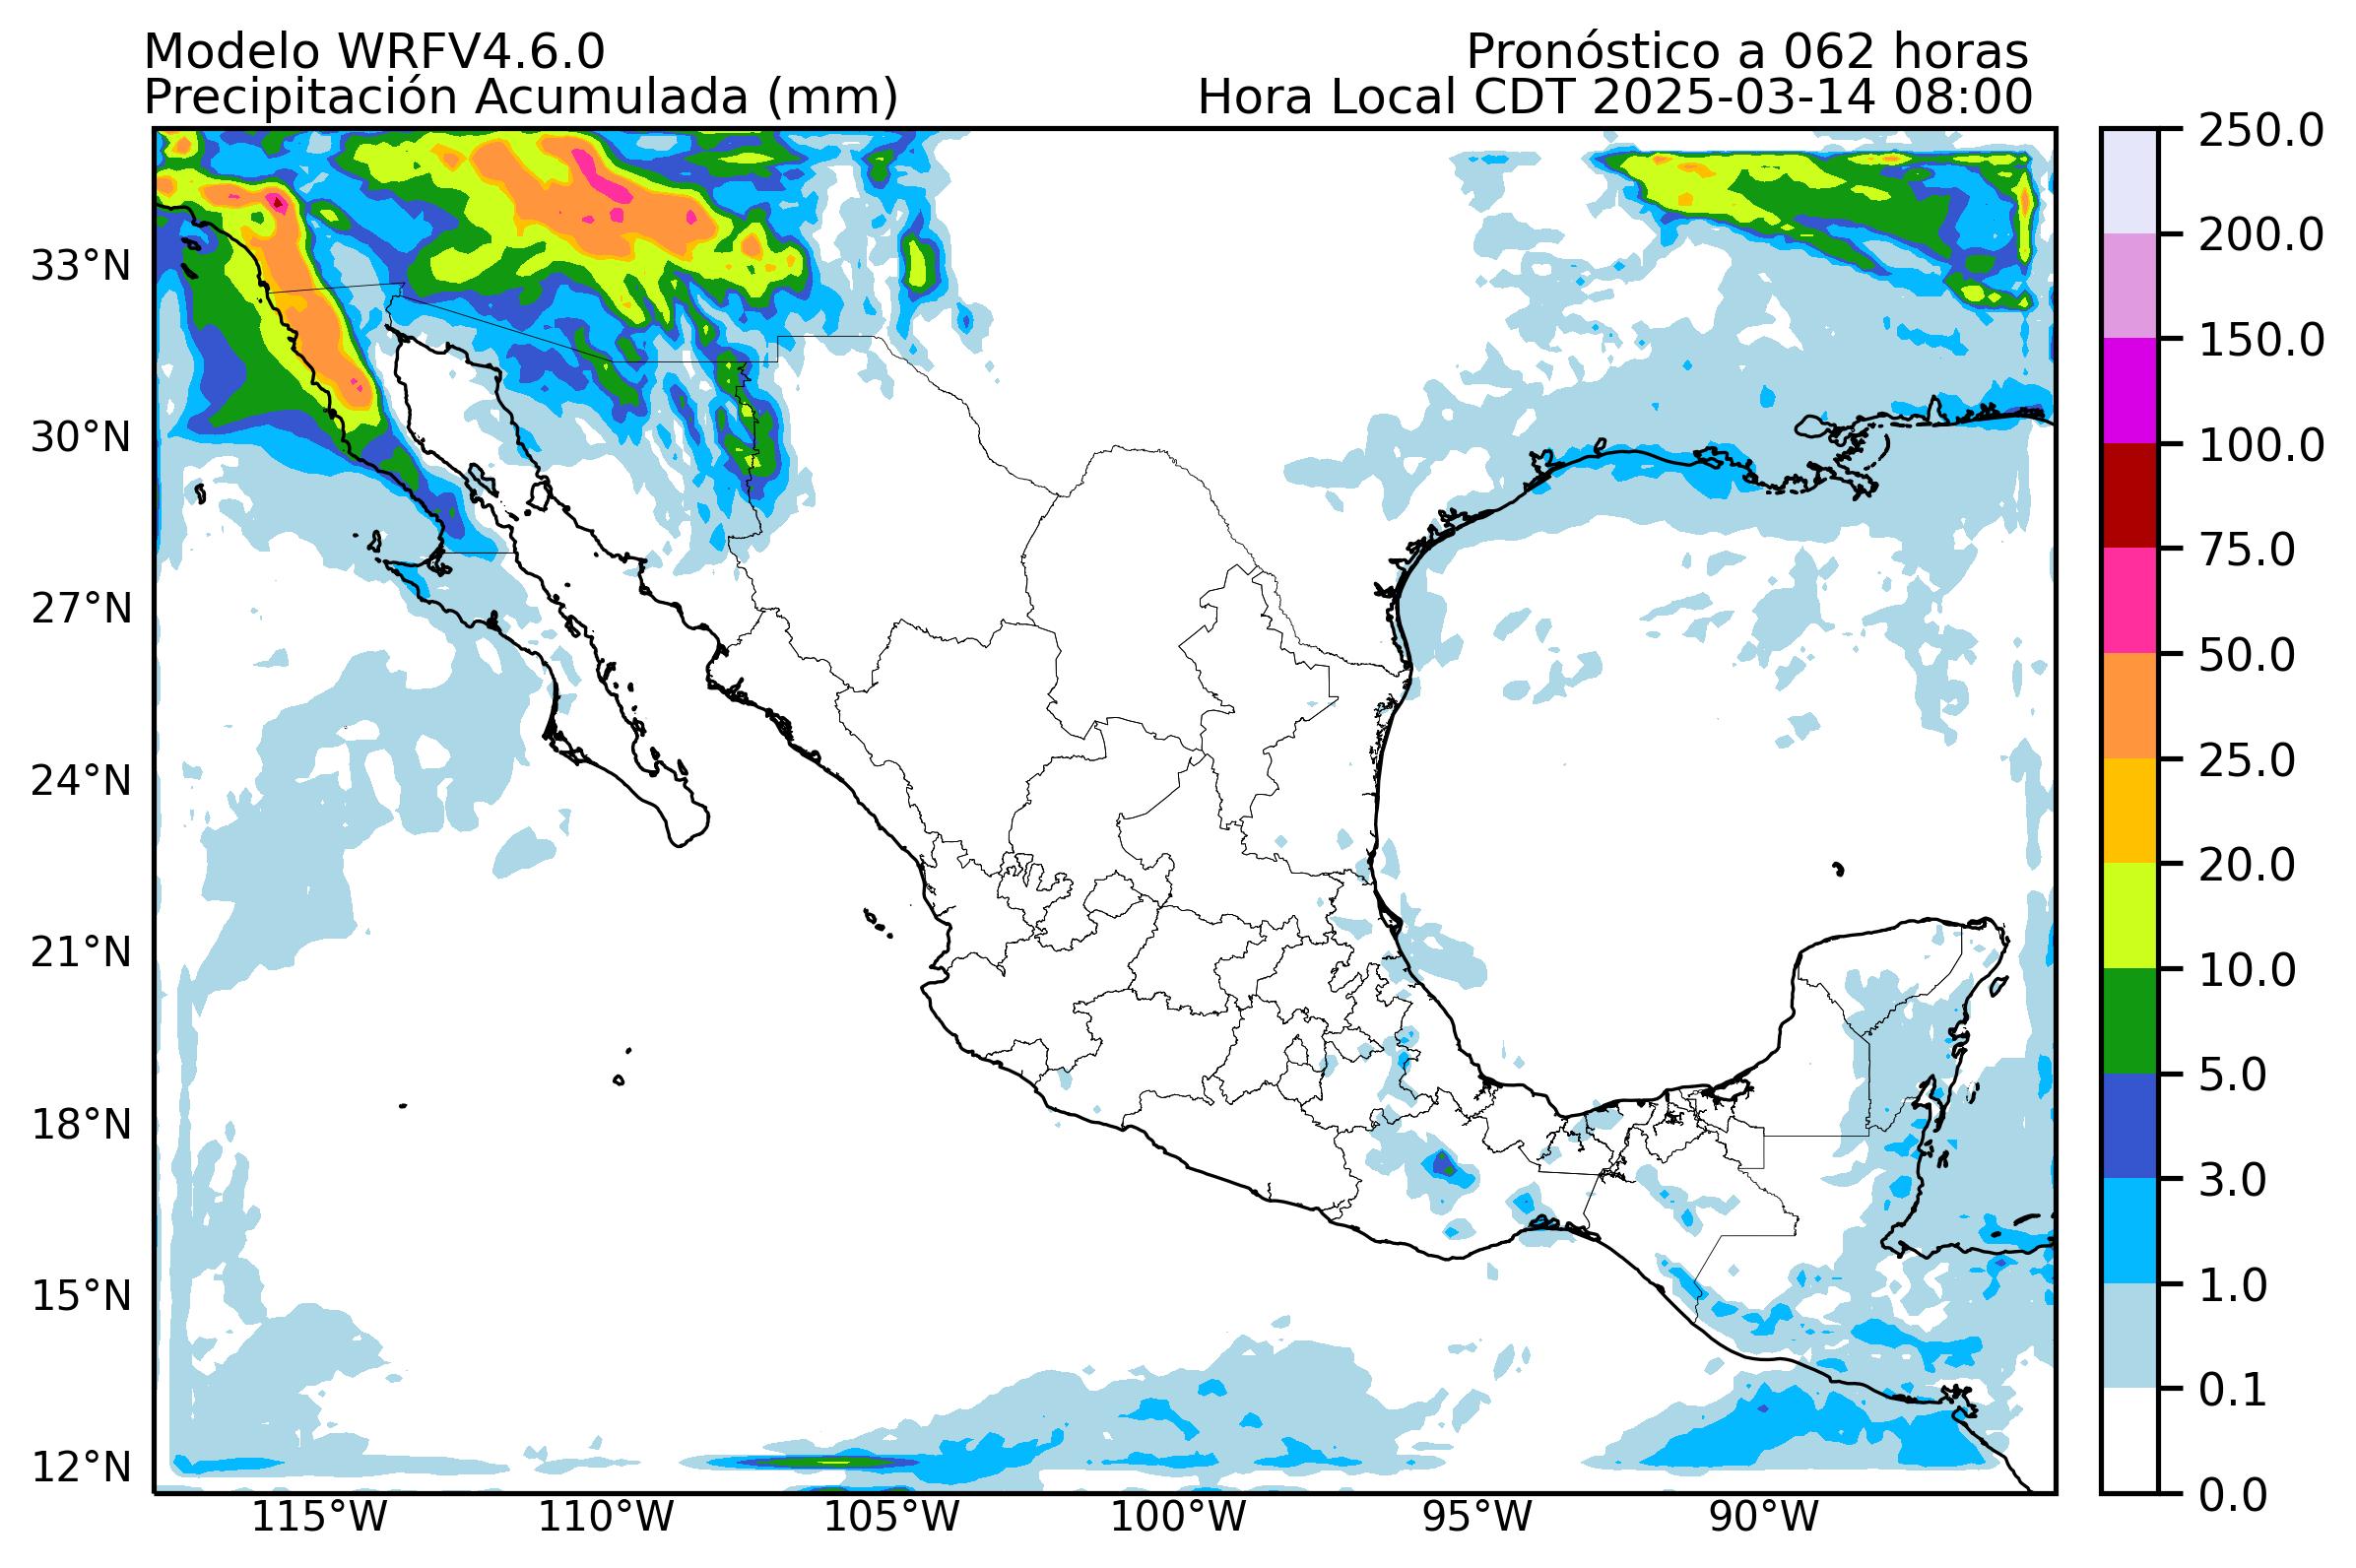 Modelo WRFV4.6.0
Pronóstico a 062 horas
Precipitación Acumulada (mm)
Hora Local CDT 2025-03-14 08:00
33°N
30°N
27°N
24°N
21°N
18°N
15°N
12°N
115°W
110°W
105°W
100°W
95°W
90°W
250.0
200.0
150.0
100.0
75.0
50.0
25.0
20.0
10.0
5.0
3.0
1.0
0.1
0.0